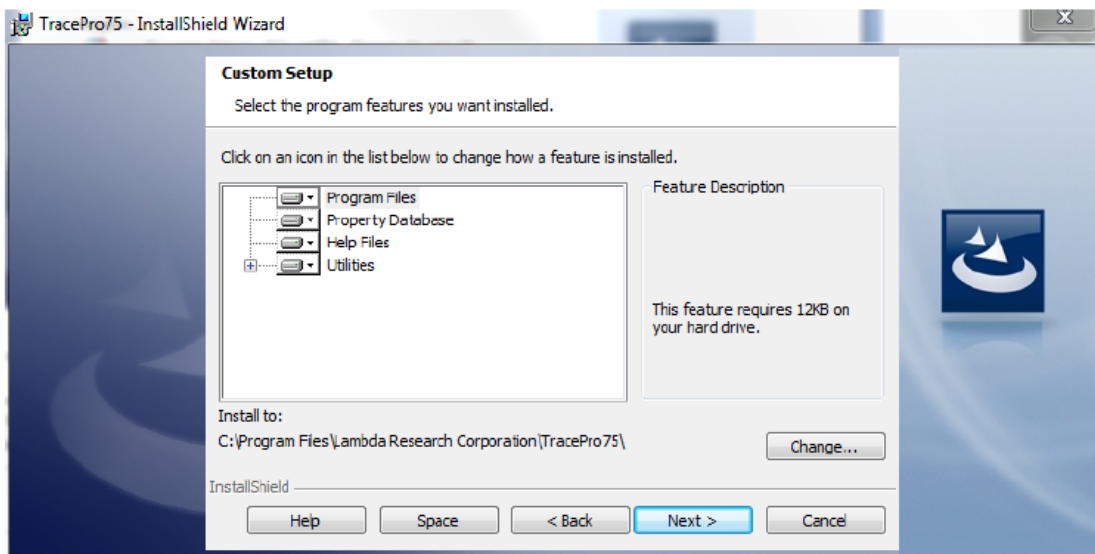 TracePro75 - InstallShield Wizard
Custom Setup
Select the program features you want installed.
Click on an icon in the list below to change how a feature is installed.
Program Files
Property Database
Help Files
Utilities
Feature Description
This feature requires 12KB on
your hard drive.
Install to:
C:\Program Files\Lambda Research Corporation\TracePro75\
Change...
InstallShield
Help
Space
< Back
Next >
Cancel